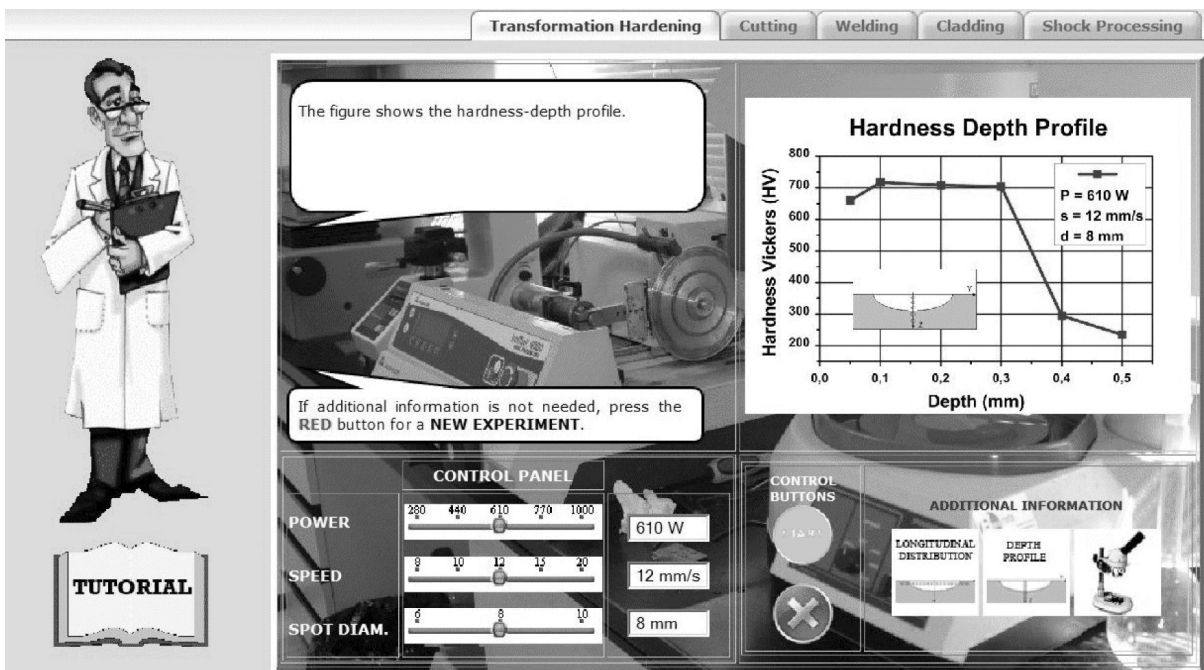 Transformation Hardening
Cutting
Welding
Cladding
Shock Processing
The figure shows the hardness-depth profile.
If additional information is not needed, press the
RED button for a NEW EXPERIMENT.
Hardness Depth Profile
Hardness Vickers (HV)
800
700
600
500
400
300
200
P = 610 W
s = 12 mm/s
d = 8 mm
Y
Z
0,0 0,1 0,2 0,3 0,4 0,5
Depth (mm)
TUTORIAL
CONTROL PANEL
POWER
280 440 610 770 1000
610 W
SPEED
8 10 12 15 20
12 mm/s
SPOT DIAM.
6 8 10
8 mm
CONTROL
BUTTONS
START
ADDITIONAL INFORMATION
LONGITUDINAL
DISTRIBUTION
DEPTH
PROFILE